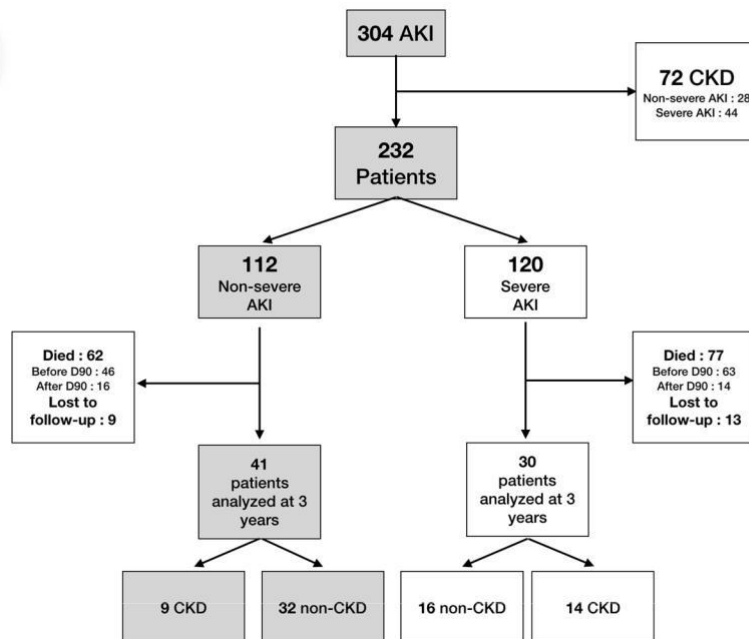 304 AKI
72 CKD
Non-severe AKI : 28
Severe AKI : 44
232
Patients
112
Non-severe
AKI
120
Severe
AKI
Died : 62
Before D90 : 46
After D90 : 16
Lost to
follow-up : 9
Died : 77
Before D90 : 63
After D90 : 14
Lost to
follow-up : 13
41
patients
analyzed at 3
years
30
patients
analyzed at 3
years
9 CKD
32 non-CKD
16 non-CKD
14 CKD